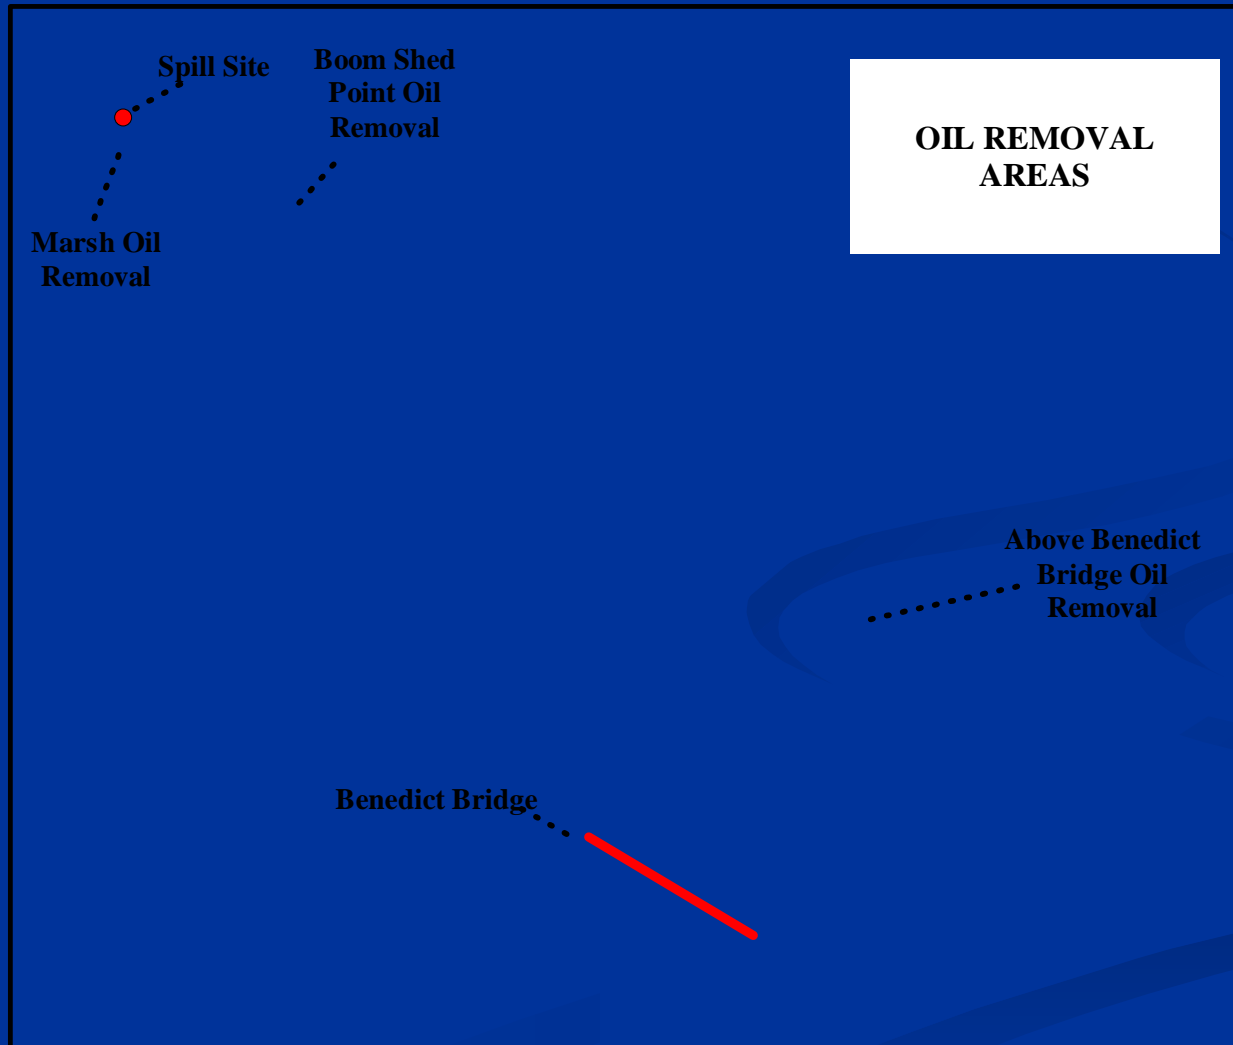 Spill Site
Boom Shed
Point Oil
Removal
OIL REMOVAL
AREAS
Marsh Oil
Removal
Above Benedict
Bridge Oil
Removal
Benedict Bridge